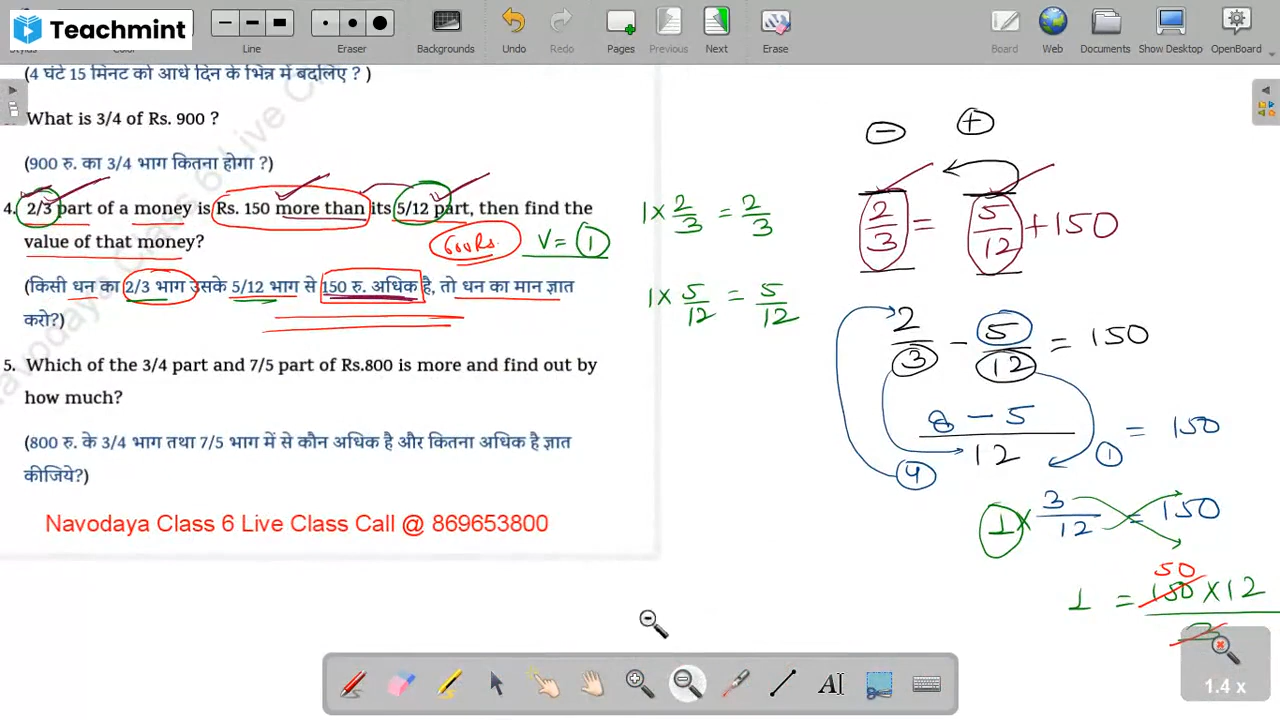 Teachmint
Line
Eraser
Backgrounds
Undo
Redo
Pages
Previous
Next
Erase
Board
Web
Documents
Show Desktop
OpenBoard
(4 घंटे 15 मिनट को आधे दिन के भिन्न में बदलिए ? )
What is 3/4 of Rs. 900 ?
(900 रु. का 3/4 भाग कितना होगा ?)
4. 2/3 part of a money is Rs. 150 more than its 5/12 part, then find the
value of that money?
600 Rs.
V = 1
(किसी धन का 2/3 भाग उसके 5/12 भाग से 150 रु. अधिक है, तो धन का मान ज्ञात
करो?)
5. Which of the 3/4 part and 7/5 part of Rs.800 is more and find out by
how much?
(800 रु. के 3/4 भाग तथा 7/5 भाग में से कौन अधिक है और कितना अधिक है ज्ञात
कीजिये?)
Navodaya Class 6 Live Class Call @ 869653800
1 × 2/3 = 2/3
1 × 5/12 = 5/12
− +
2/3 = 5/12 + 150
2/3 − 5/12 = 150
8 − 5 / 12 = 150
4 1
1 × 3/12 = 150
50
1 = 150 × 12 / 3
1.4 x